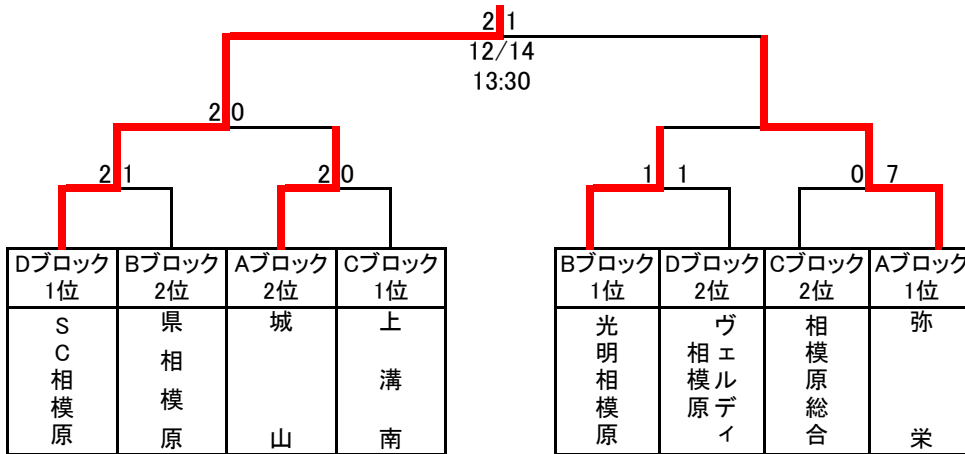 2 1
12/14
13:30
2 0
2 1
2 0
1 1
0 7
Dブロック
1位
Bブロック
2位
Aブロック
2位
Cブロック
1位
Bブロック
1位
Dブロック
2位
Cブロック
2位
Aブロック
1位
SC相模原
県相模原
城山
上溝南
光明相模原
ヴェルディ
相模原
相模原総合
弥栄